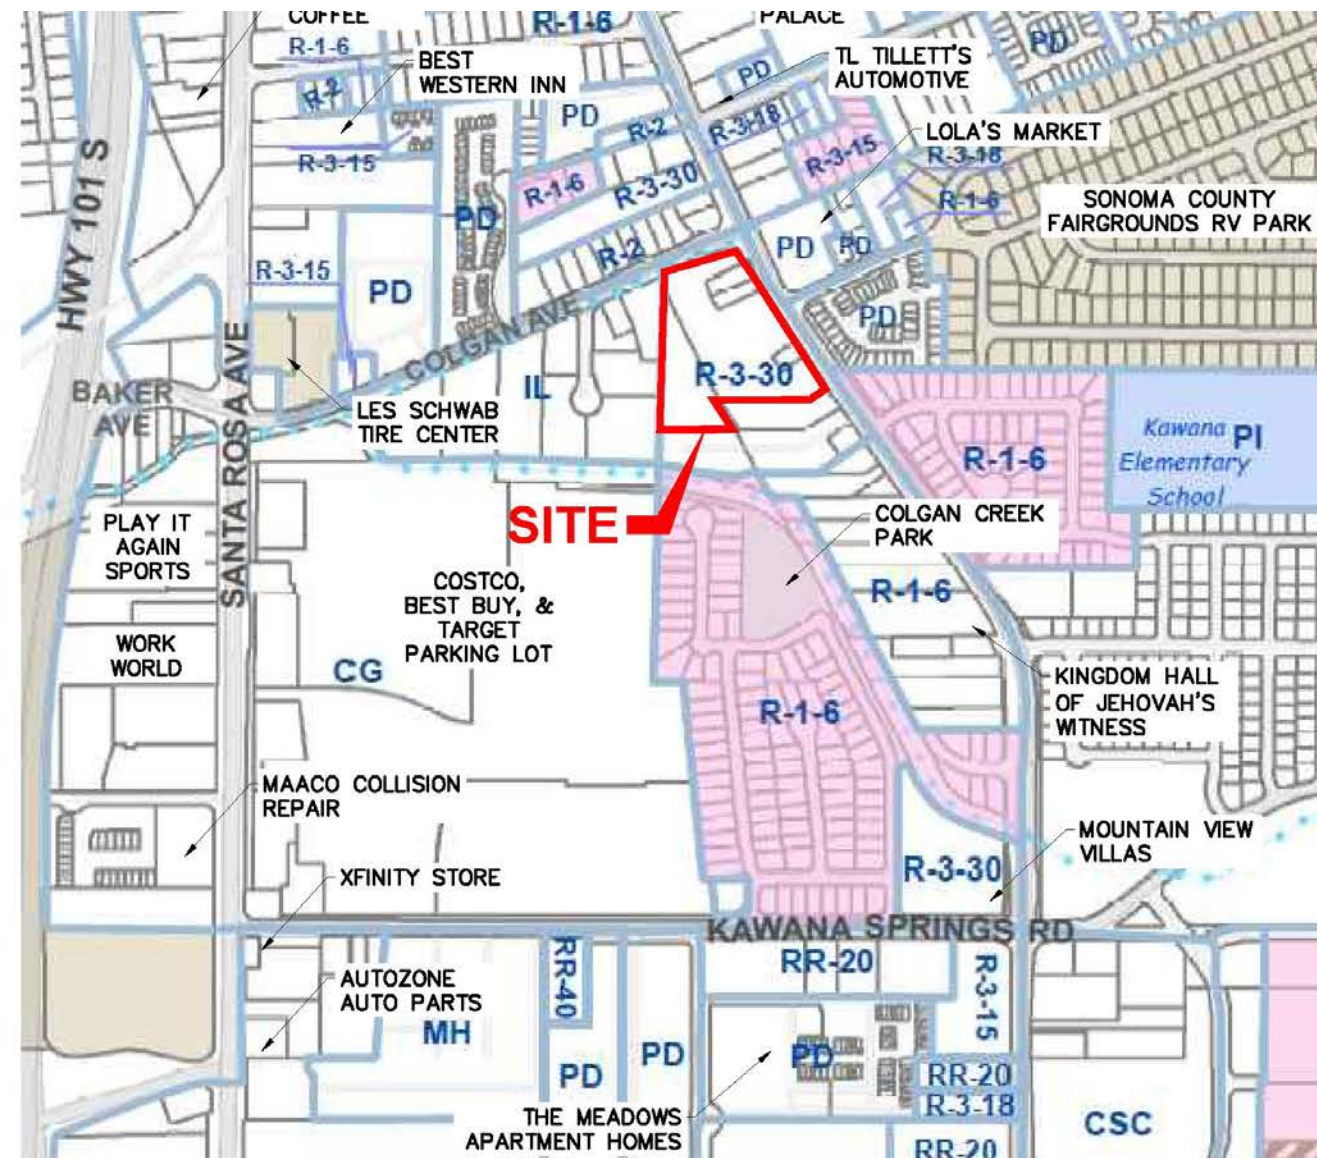 COFFEE
R-1-6
R-1-6
PALACE
PD
BEST
WESTERN INN
TL TILLETT'S
AUTOMOTIVE
R-2
PD
PD
R-2
R-3-18
LOLA'S MARKET
R-3-15
R-3-15
R-3-18
R-1-6
R-3-30
R-1-6
SONOMA COUNTY
FAIRGROUNDS RV PARK
HWY 101 S
PD
R-2
PD
PD
R-3-15
PD
PD
COLGAN AVE
SANTA ROSA AVE
BAKER
AVE
IL
R-3-30
LES SCHWAB
TIRE CENTER
R-1-6
Kawana
Elementary
School
PI
SITE
PLAY IT
AGAIN
SPORTS
COLGAN CREEK
PARK
COSTCO,
BEST BUY, &
TARGET
PARKING LOT
R-1-6
WORK
WORLD
CG
KINGDOM HALL
OF JEHOVAH'S
WITNESS
R-1-6
MAACO COLLISION
REPAIR
MOUNTAIN VIEW
VILLAS
XFINITY STORE
R-3-30
KAWANA SPRINGS RD
RR-40
RR-20
R-3-15
AUTOZONE
AUTO PARTS
MH
PD
PD
PD
RR-20
R-3-18
THE MEADOWS
APARTMENT HOMES
CSC
RR-20